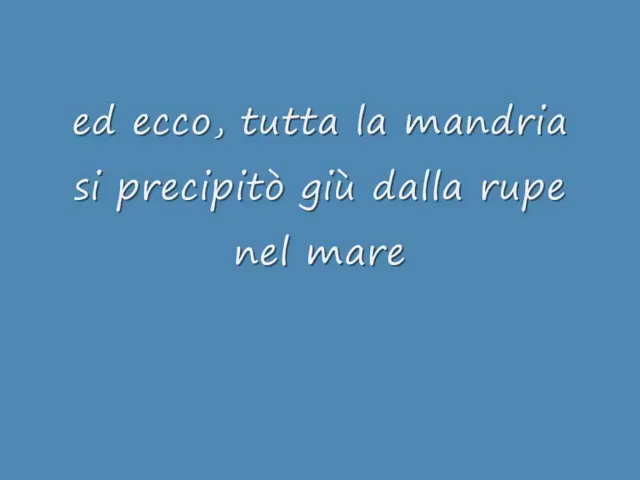 ed ecco, tutta la mandria
si precipitò giù dalla rupe
nel mare